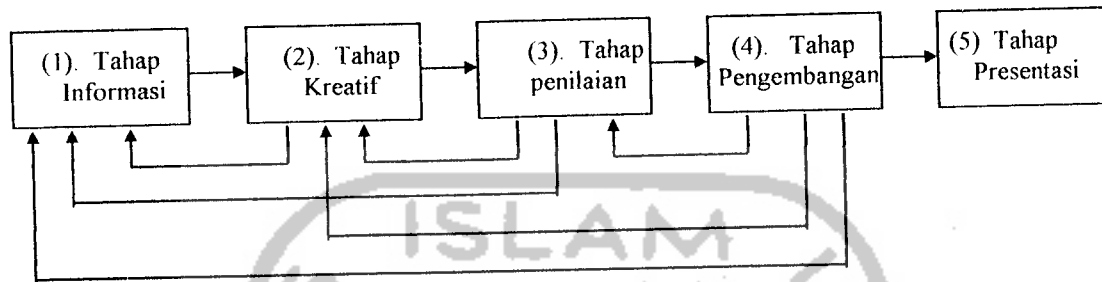 (1). Tahap
Informasi
(2). Tahap
Kreatif
(3). Tahap
penilaian
(4). Tahap
Pengembangan
(5) Tahap
Presentasi
ISLAM